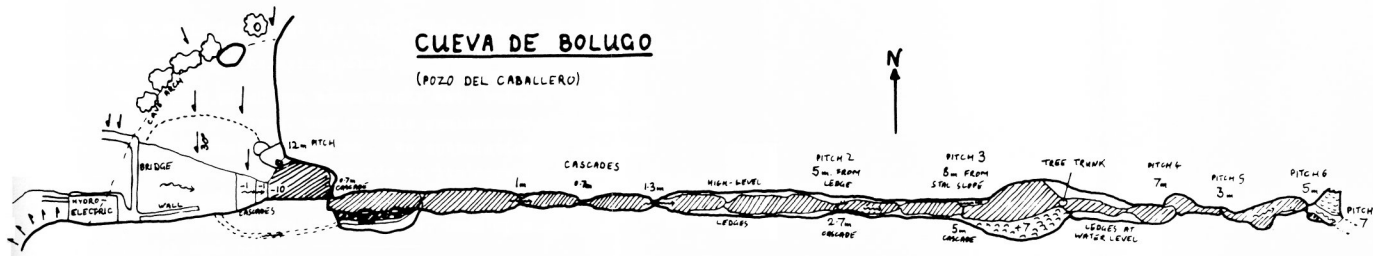 CUEVA DE BOLUGO
(POZO DEL CABALLERO)
N
CAVE ARCH
30°
12m PITCH
BRIDGE
WALL
HYDRO-
ELECTRIC
-1
-1
-10
CASCADES
0.7m
CASCADE
CASCADES
1m
0.7m
1.3m
HIGH-LEVEL
LEDGES
PITCH 2
5m FROM
LEDGE
2.7m
CASCADE
PITCH 3
8m FROM
STAL SLOPE
5m
CASCADE
+7
TREE TRUNK
LEDGES AT
WATER LEVEL
PITCH 4
7m
PITCH 5
3m
PITCH 6
5m
PITCH
7